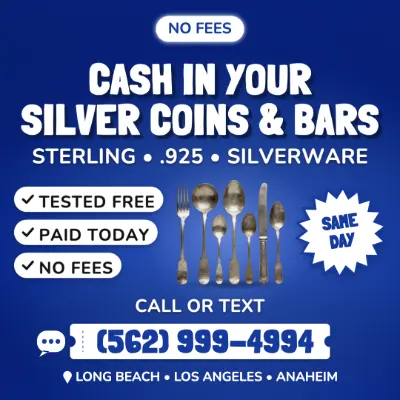 NO FEES
CASH IN YOUR
SILVER COINS & BARS
STERLING • .925 • SILVERWARE
TESTED FREE
PAID TODAY
NO FEES
SAME
DAY
CALL OR TEXT
(562) 999-4994
LONG BEACH • LOS ANGELES • ANAHEIM